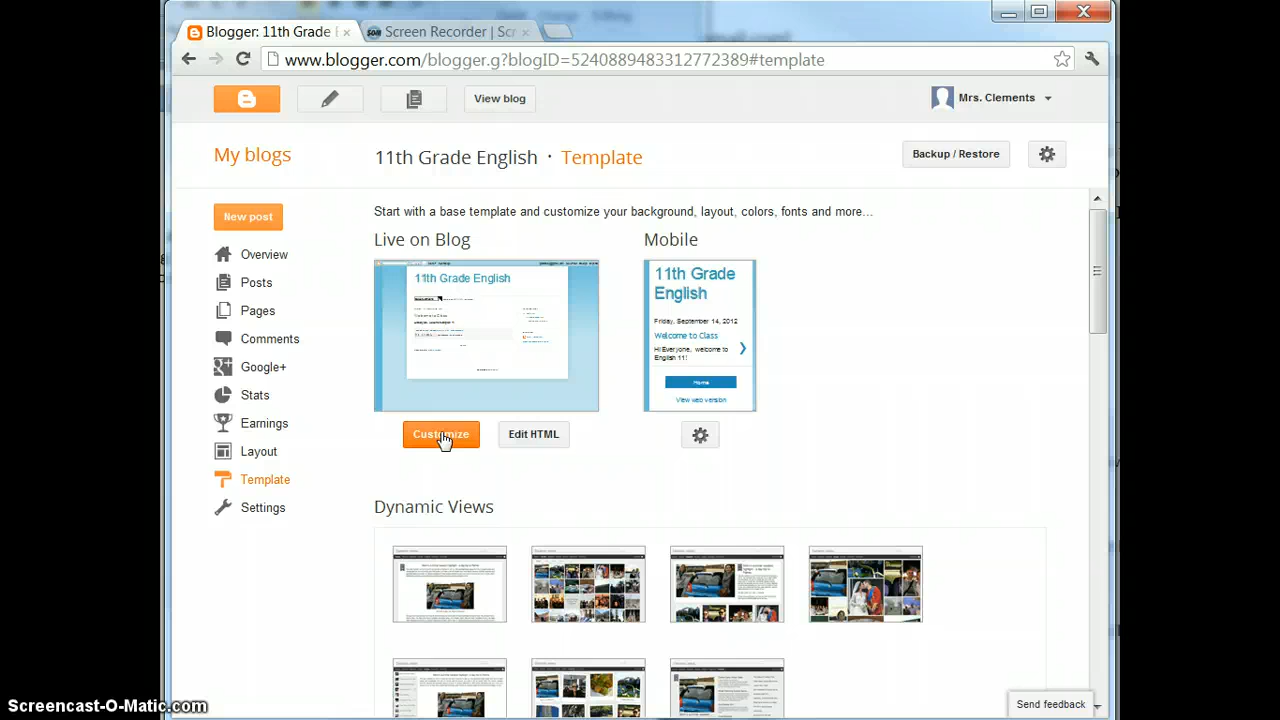 Blogger: 11th Grade
Screen Recorder | Scr
www.blogger.com/blogger.g?blogID=5240889483312772389#template
View blog
Mrs. Clements
My blogs
11th Grade English · Template
Backup / Restore
New post
Overview
Posts
Pages
Comments
Google+
Stats
Earnings
Layout
Template
Settings
Start with a base template and customize your background, layout, colors, fonts and more...
Live on Blog
Mobile
11th Grade English
11th Grade
English
Friday, September 14, 2012
Welcome to Class
Hi Everyone, welcome to
English 11!
Home
View web version
Customize
Edit HTML
Dynamic Views
Send feedback
Screencast-O-Matic.com